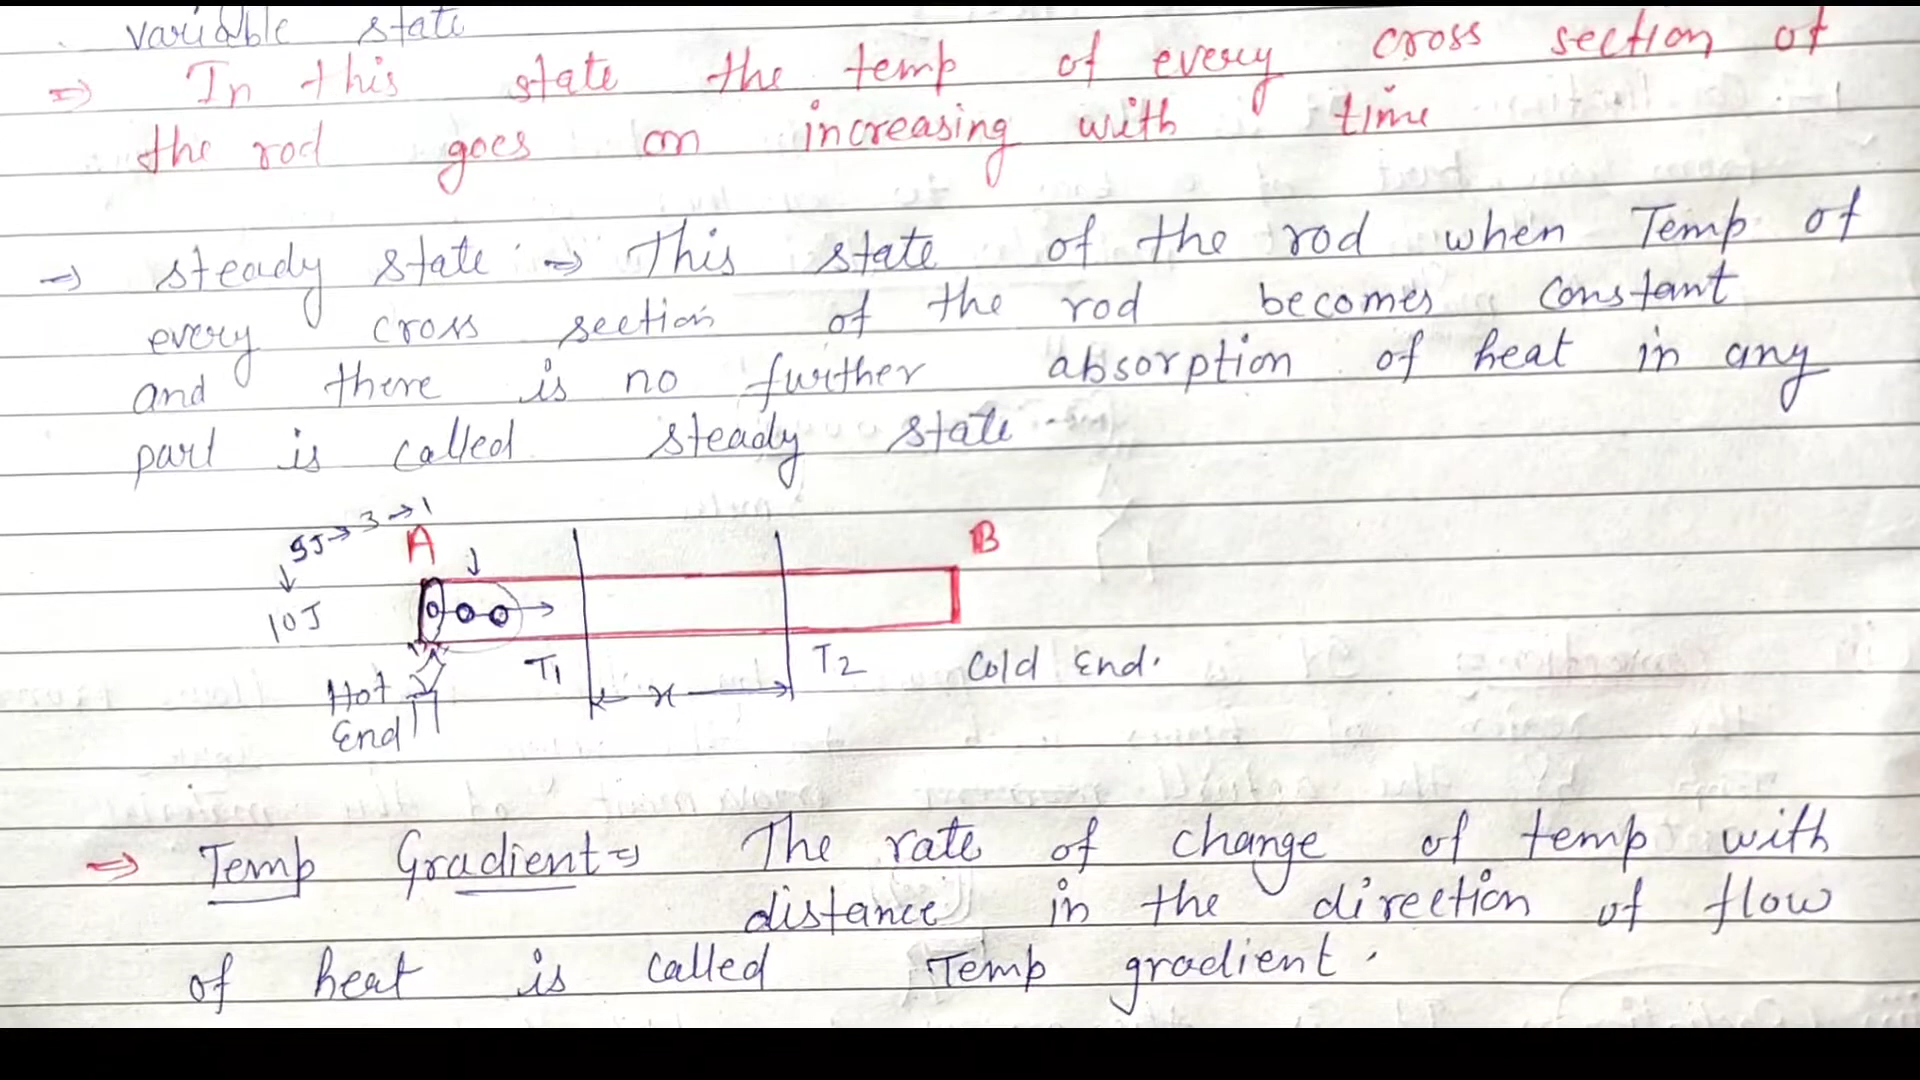 variable state
⇒ In this state the temp of every cross section of
the rod goes on increasing with time
→ steady state :→ This state of the rod when Temp of
every cross section of the rod becomes constant
and there is no further absorption of heat in any
part is called steady state
5J→3→1
A
B
10J
T1
x
T2
Cold End.
Hot
End
⇒ Temp Gradient ⇒ The rate of change of temp with
distance in the direction of flow
of heat is called Temp gradient.